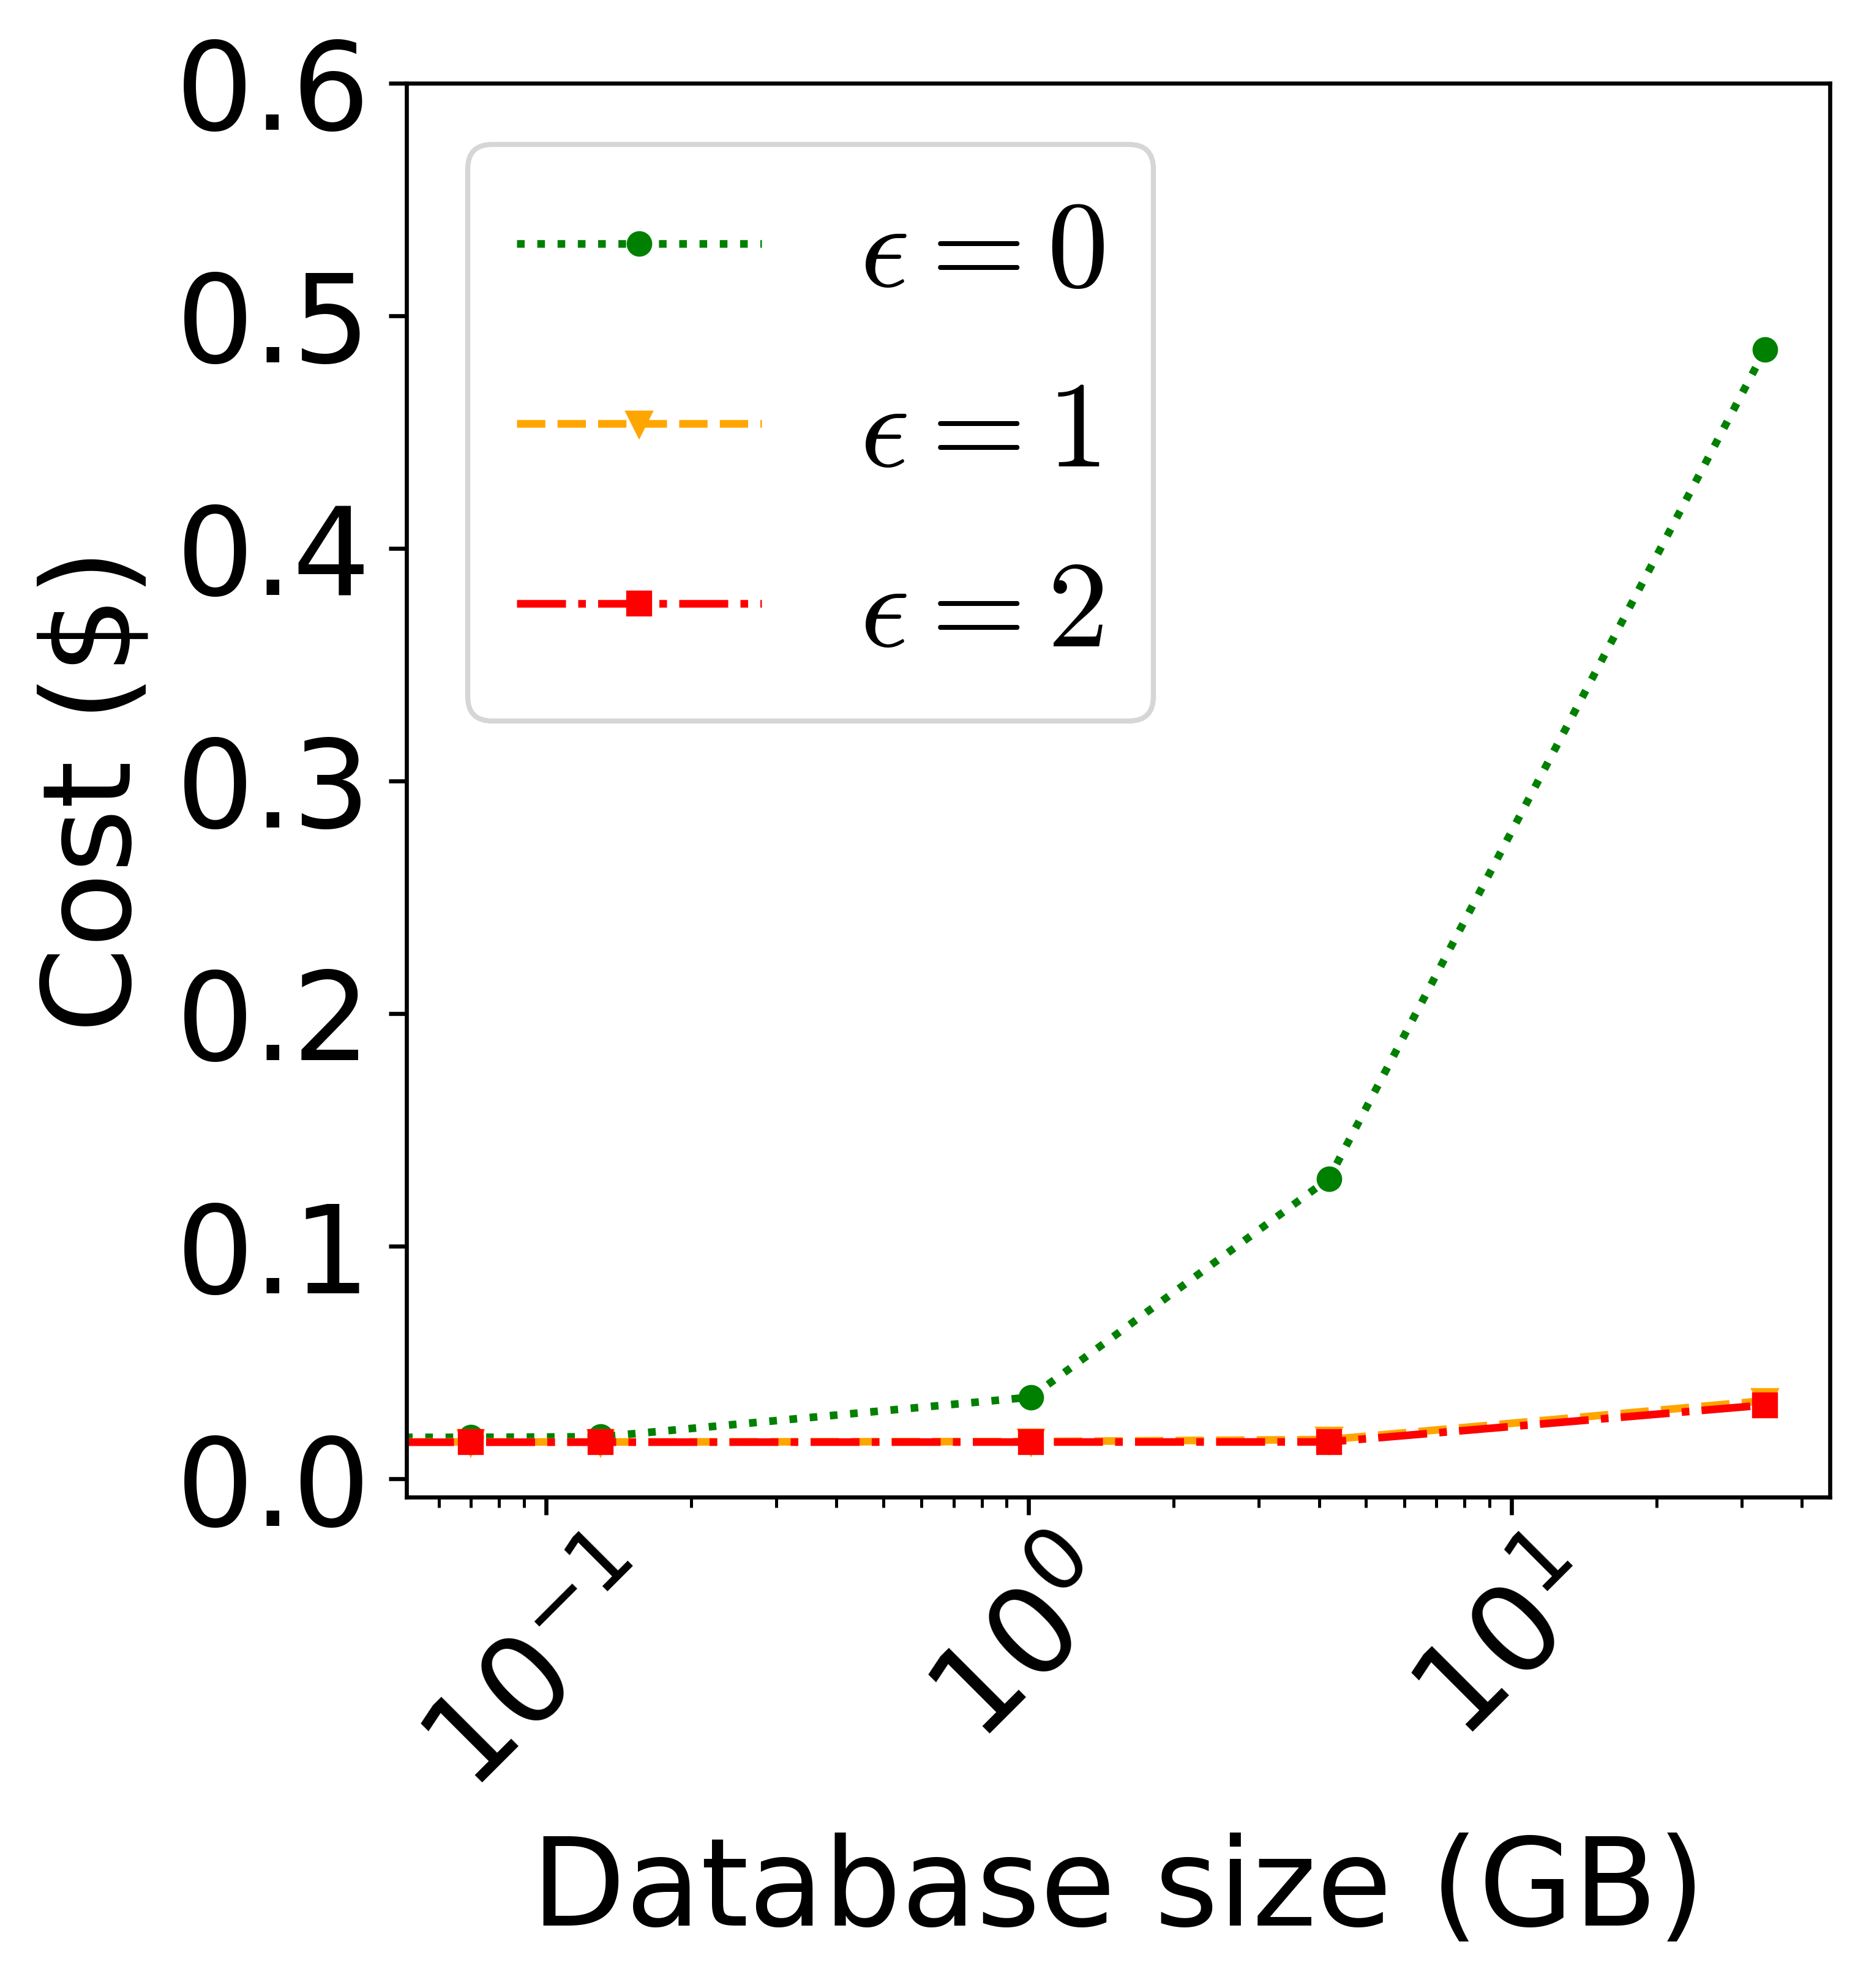 Cost ($)
0.6
0.5
0.4
0.3
0.2
0.1
0.0
ϵ = 0
ϵ = 1
ϵ = 2
10⁻¹
10⁰
10¹
Database size (GB)